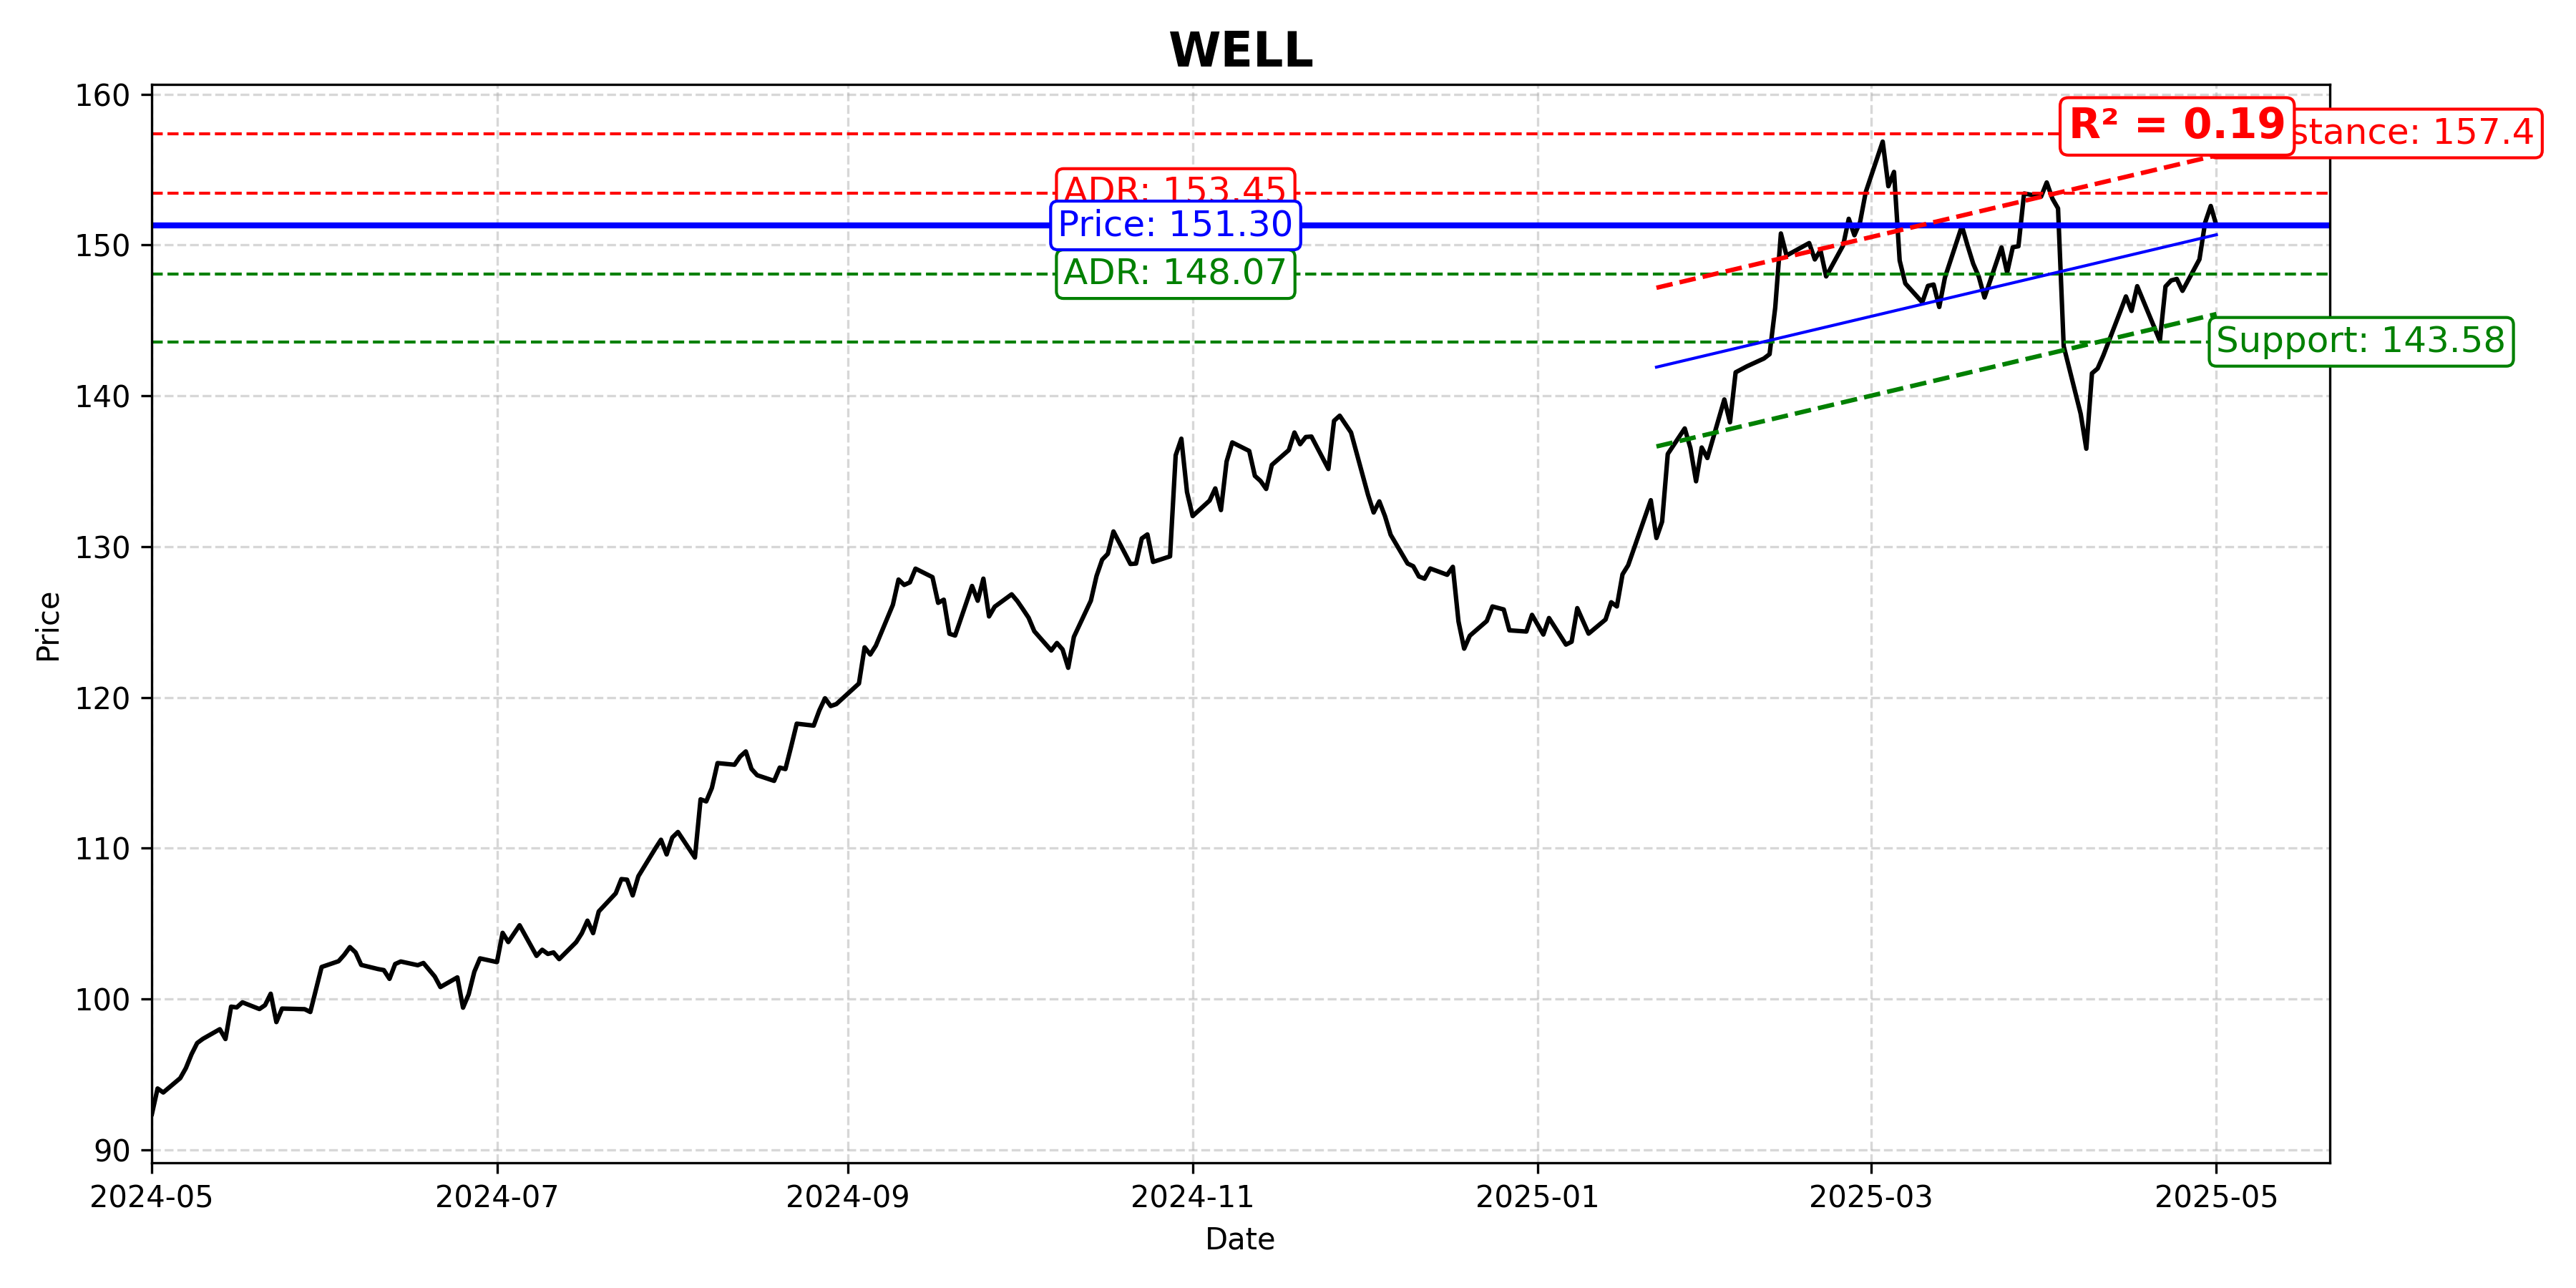 WELL
160
150
140
130
120
110
100
90
Price
R² = 0.19
stance: 157.4
ADR: 153.45
Price: 151.30
ADR: 148.07
Support: 143.58
2024-05 2024-07 2024-09 2024-11 2025-01 2025-03 2025-05
Date